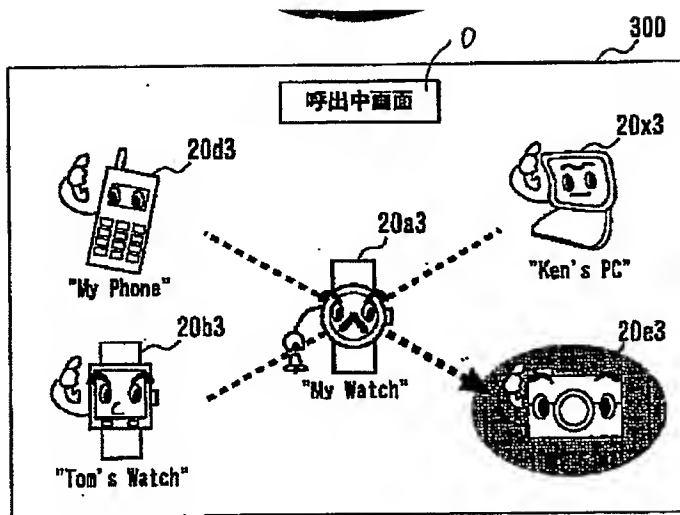 300
0
呼出中画面
20d3
20x3
20a3
"My Phone"
"Ken's PC"
20b3
20e3
"My Watch"
"Tom's Watch"